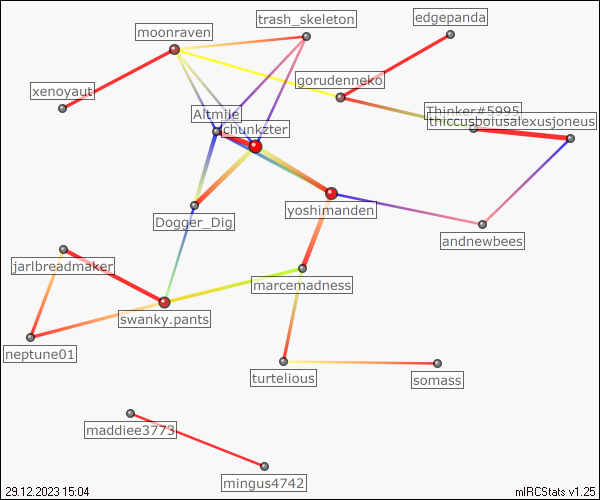 edgepanda
trash_skeleton
moonraven
gorudenneko
xenoyaut
Altmile
Thinker#5995
thiccusboiusalexusjoneus
chunkzter
yoshimanden
Dogger_Dig
andnewbees
jarlbreadmaker
marcemadness
swanky.pants
neptune01
turtelious
somass
maddiee3773
mingus4742
29.12.2023 15:04
mIRCStats v1.25